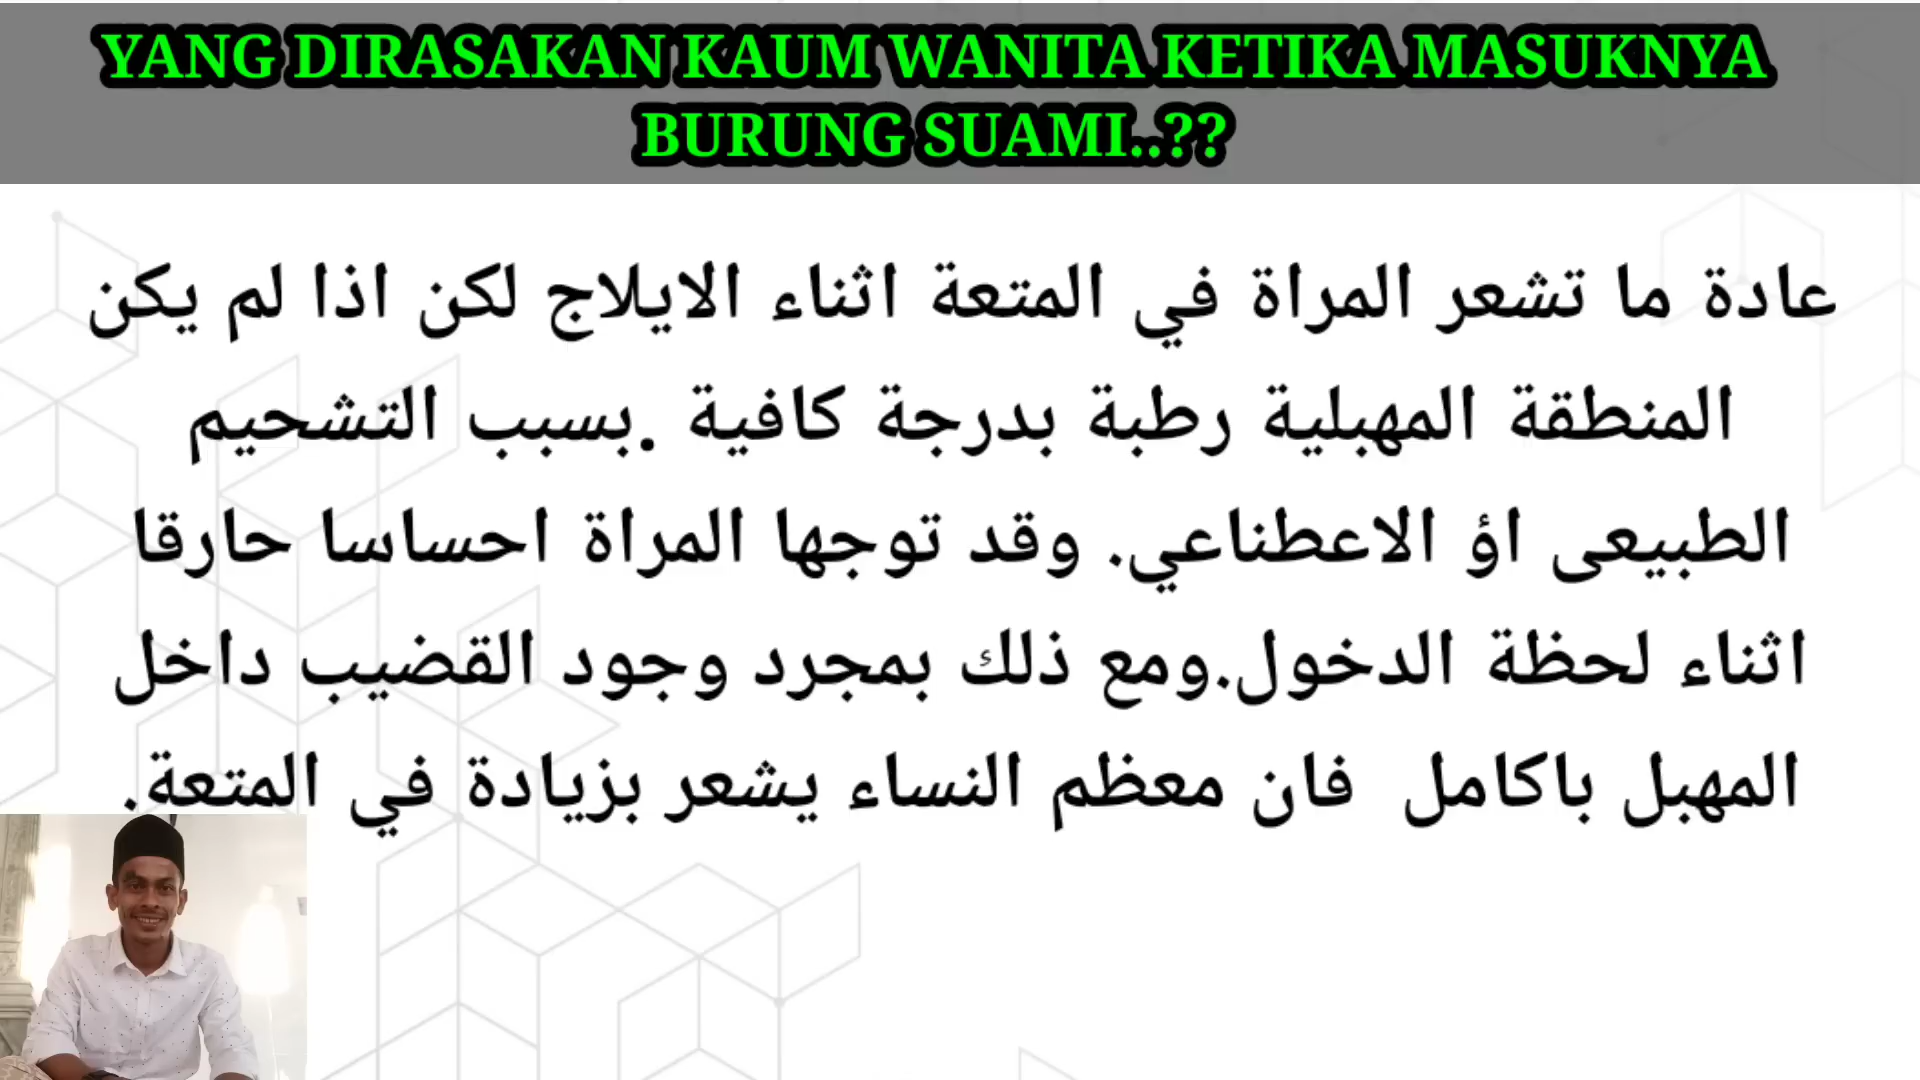 YANG DIRASAKAN KAUM WANITA KETIKA MASUKNYA
BURUNG SUAMI..??
عادة ما تشعر المراة في المتعة اثناء الايلاج لكن اذا لم يكن
المنطقة المهبلية رطبة بدرجة كافية .بسبب التشحيم
الطبيعى اؤ الاعطناعي. وقد توجها المراة احساسا حارقا
اثناء لحظة الدخول.ومع ذلك بمجرد وجود القضيب داخل
المهبل باكامل فان معظم النساء يشعر بزيادة في المتعة.